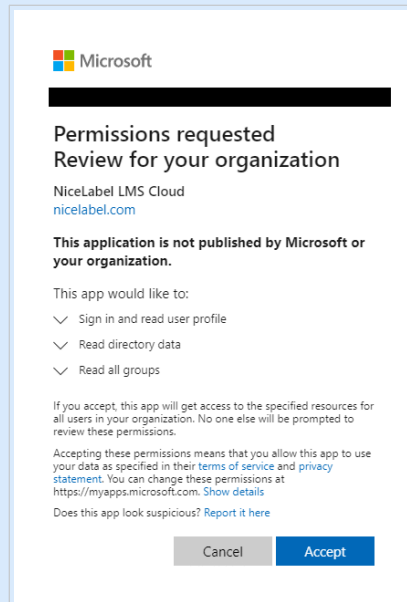 Microsoft
Permissions requested
Review for your organization
NiceLabel LMS Cloud
nicelabel.com
This application is not published by Microsoft or
your organization.
This app would like to:
Sign in and read user profile
Read directory data
Read all groups
If you accept, this app will get access to the specified resources for
all users in your organization. No one else will be prompted to
review these permissions.
Accepting these permissions means that you allow this app to use
your data as specified in their terms of service and privacy
statement. You can change these permissions at
https://myapps.microsoft.com. Show details
Does this app look suspicious? Report it here
Cancel Accept